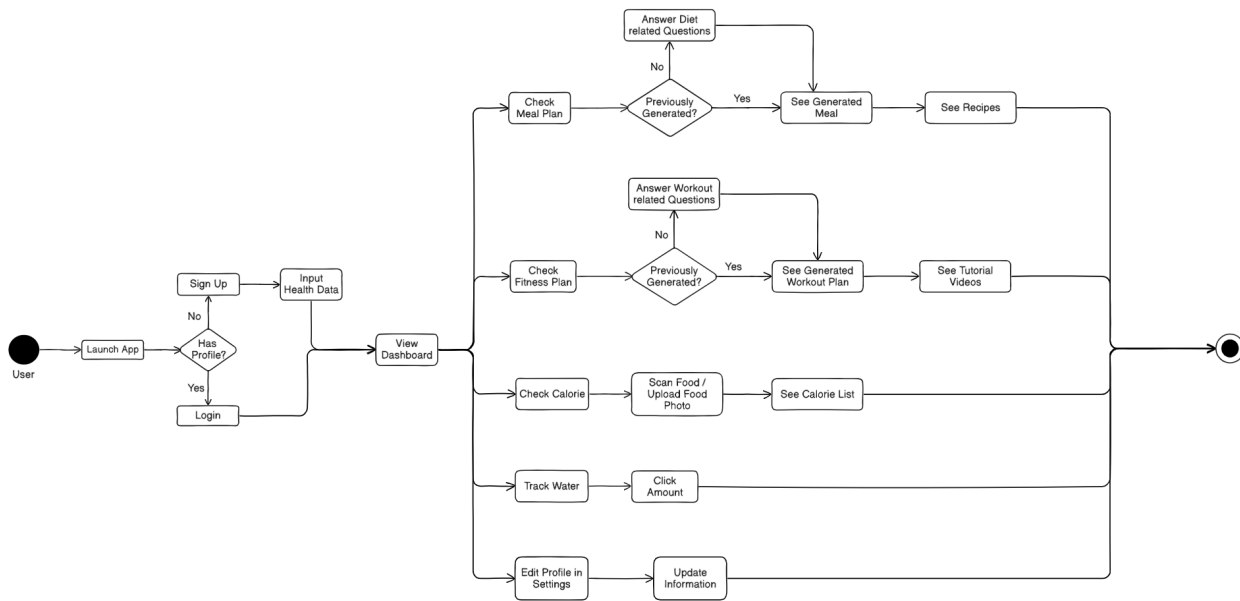 Answer Diet
related Questions
No
Check
Meal Plan
Previously
Generated?
Yes
See Generated
Meal
See Recipes
Answer Workout
related Questions
No
Check
Fitness Plan
Previously
Generated?
Yes
See Generated
Workout Plan
See Tutorial
Videos
Sign Up
Input
Health Data
No
User
Launch App
Has
Profile?
View
Dashboard
Yes
Login
Check Calorie
Scan Food /
Upload Food
Photo
See Calorie List
Track Water
Click
Amount
Edit Profile in
Settings
Update
Information